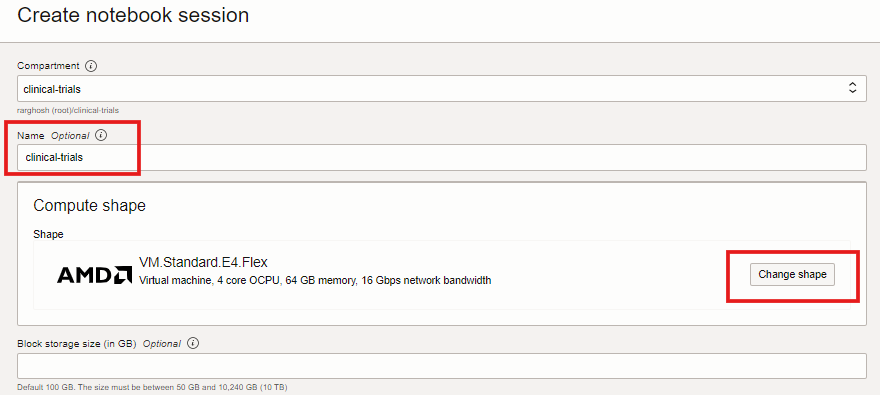 Create notebook session
Compartment
clinical-trials
rarghosh (root)/clinical-trials
Name Optional
clinical-trials
Compute shape
Shape
AMD
VM.Standard.E4.Flex
Virtual machine, 4 core OCPU, 64 GB memory, 16 Gbps network bandwidth
Change shape
Block storage size (in GB) Optional
Default 100 GB. The size must be between 50 GB and 10,240 GB (10 TB)